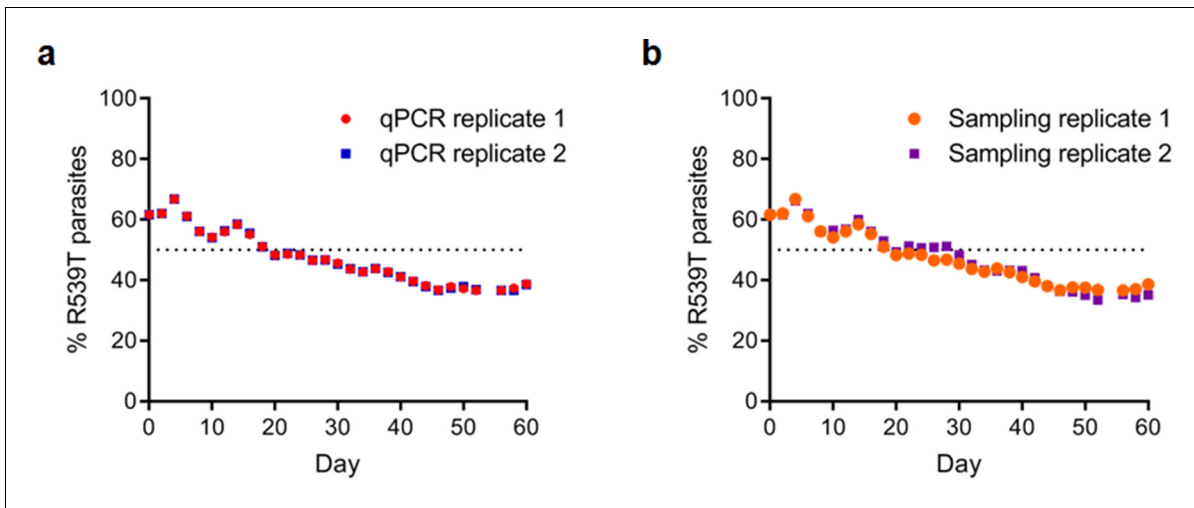 a
100
80
60
40
20
0
% R539T parasites
qPCR replicate 1
qPCR replicate 2
0 10 20 30 40 50 60
Day
b
100
80
60
40
20
0
% R539T parasites
Sampling replicate 1
Sampling replicate 2
0 10 20 30 40 50 60
Day